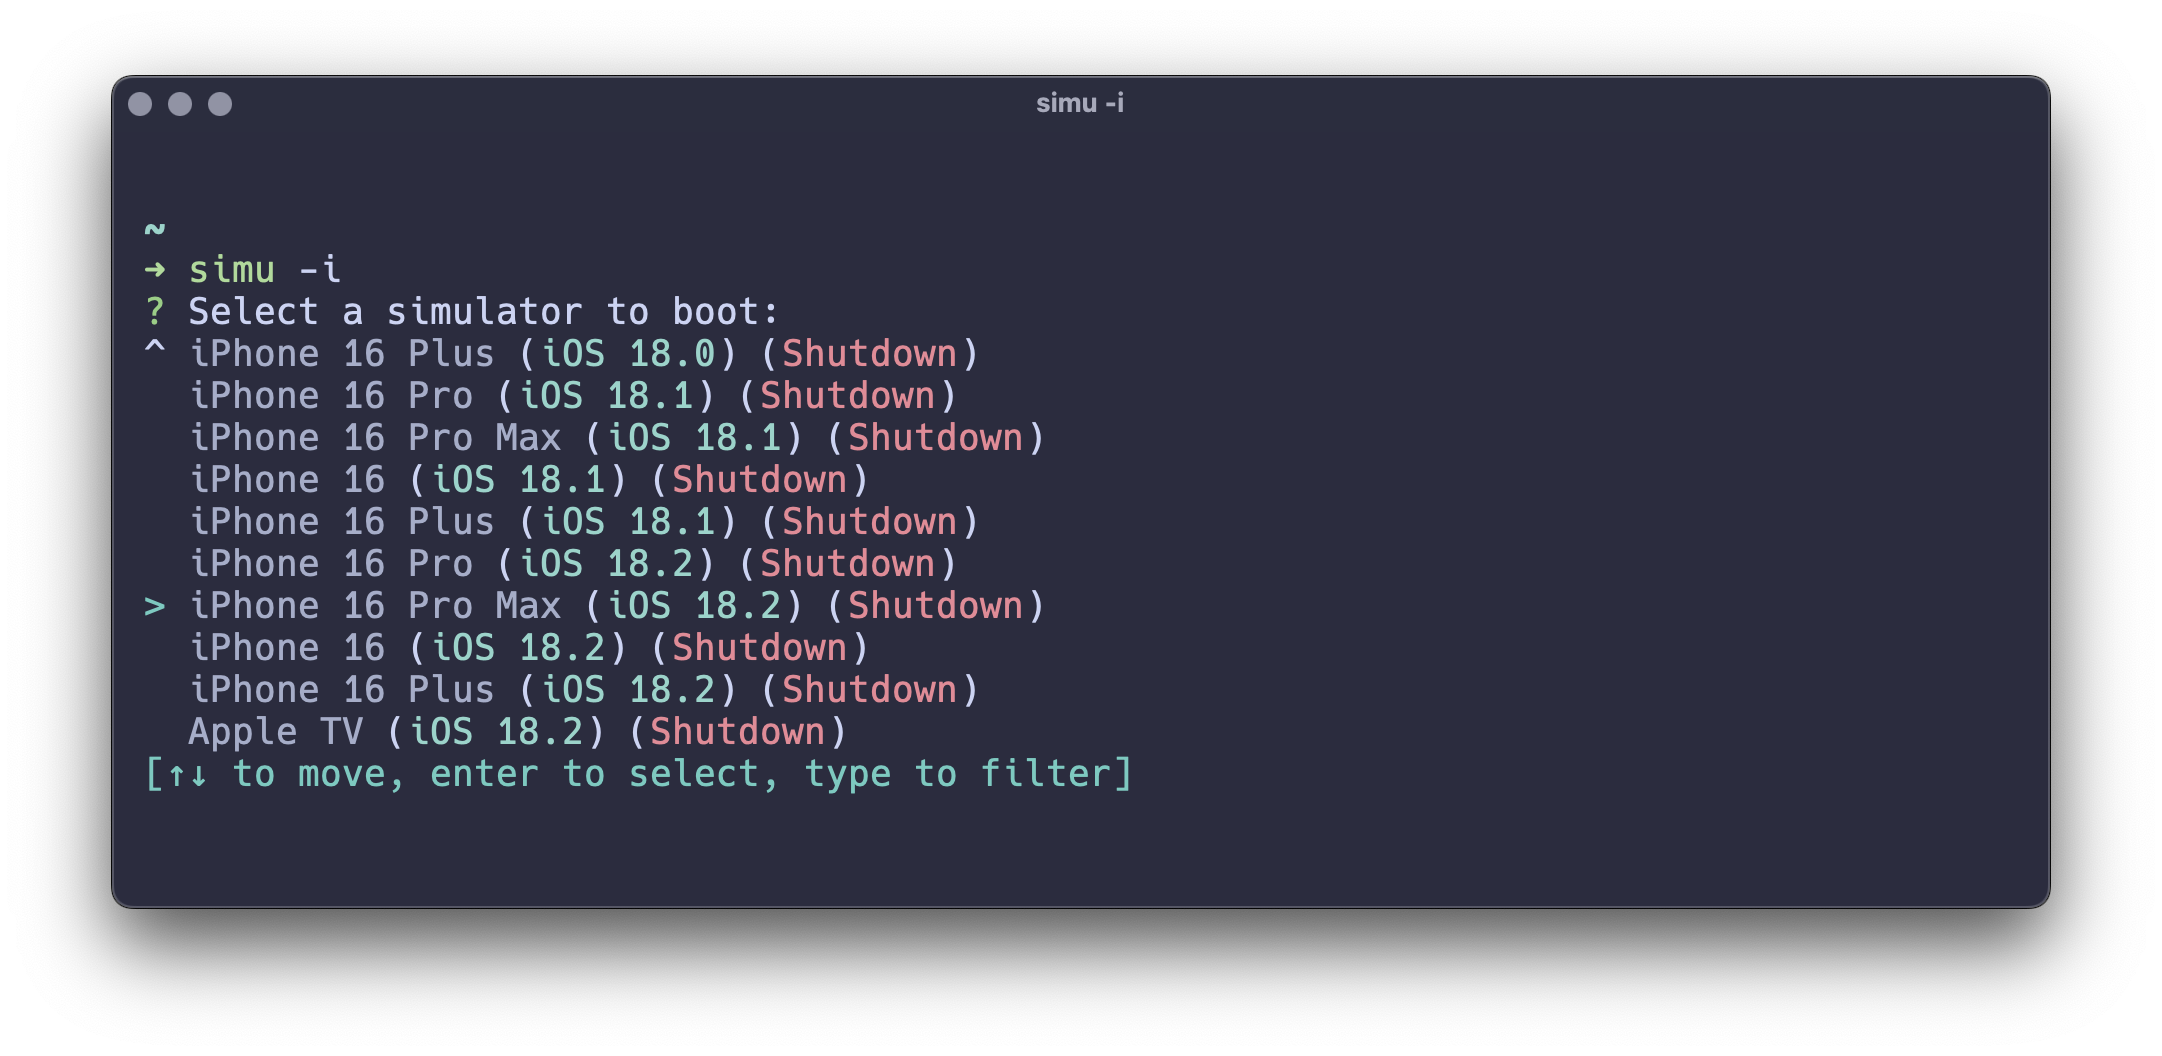 simu -i
~
➜ simu -i
? Select a simulator to boot:
^ iPhone 16 Plus (iOS 18.0) (Shutdown)
iPhone 16 Pro (iOS 18.1) (Shutdown)
iPhone 16 Pro Max (iOS 18.1) (Shutdown)
iPhone 16 (iOS 18.1) (Shutdown)
iPhone 16 Plus (iOS 18.1) (Shutdown)
iPhone 16 Pro (iOS 18.2) (Shutdown)
> iPhone 16 Pro Max (iOS 18.2) (Shutdown)
iPhone 16 (iOS 18.2) (Shutdown)
iPhone 16 Plus (iOS 18.2) (Shutdown)
Apple TV (iOS 18.2) (Shutdown)
[↑↓ to move, enter to select, type to filter]